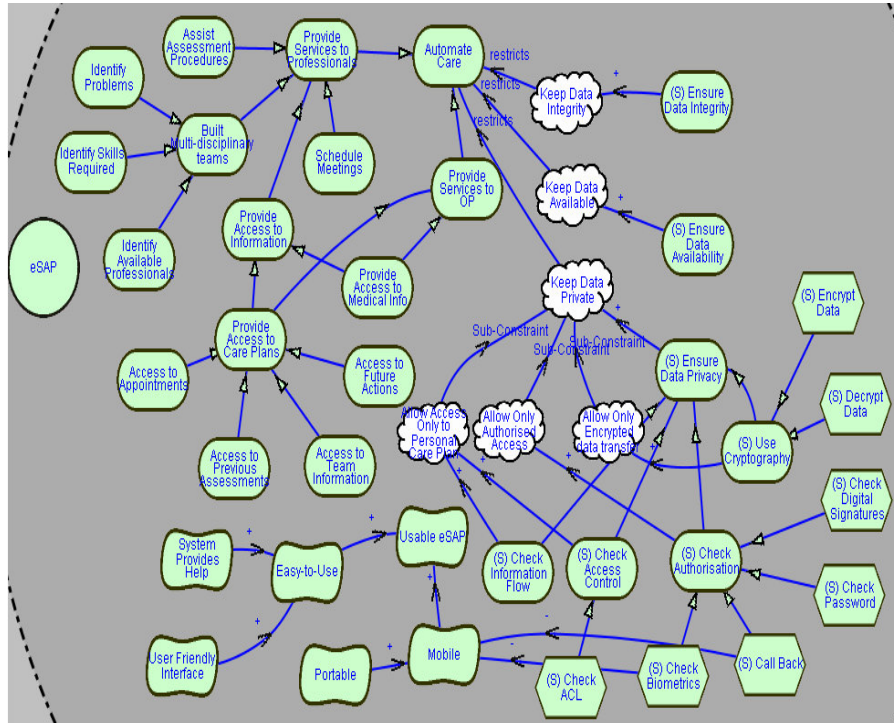 Assist
Assessment
Procedures
Provide
Services to
Professionals
Automate
Care
restricts
restricts
restricts
Identify
Problems
Keep Data
Integrity
+
(S) Ensure
Data Integrity
Built
Multi-disciplinary
teams
Identify Skills
Required
Schedule
Meetings
Provide
Services to
OP
Keep Data
Available
+
(S) Ensure
Data
Availability
Provide
Access to
Information
eSAP
Identify
Available
Professionals
Provide
Access to
Medical Info
Keep Data
Private
+
(S) Encrypt
Data
Provide
Access to
Care Plans
Sub-Constraint
Sub-Constraint
Sub-Constraint
(S) Ensure
Data Privacy
Access to
Appointments
Access to
Future
Actions
Allow Access
Only to
Personal
Care Plan
Allow Only
Authorised
Access
Allow Only
Encrypted
data transfer
+
(S) Use
Cryptography
(S) Decrypt
Data
Access to
Previous
Assessments
Access to
Team
Information
+
+
+
(S) Check
Digital
Signatures
System
Provides
Help
+
Easy-to-Use
+
Usable eSAP
(S) Check
Information
Flow
(S) Check
Access
Control
(S) Check
Authorisation
(S) Check
Password
+
+
-
User Friendly
Interface
Portable
+
Mobile
-
(S) Check
ACL
(S) Check
Biometrics
(S) Call Back